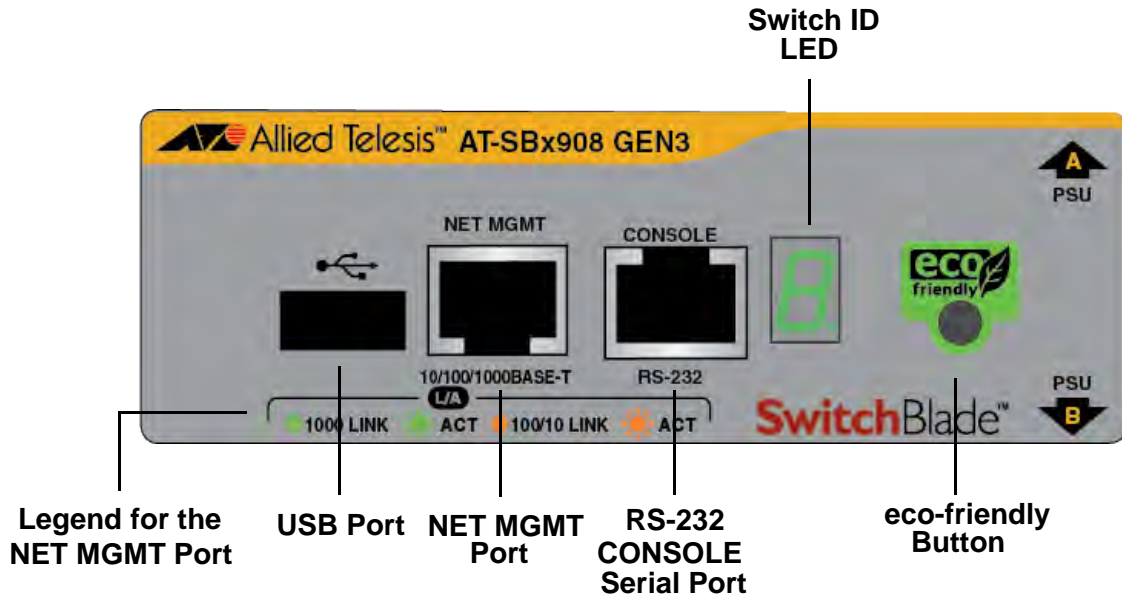 Switch ID
LED
Allied Telesis™ AT-SBx908 GEN3
A
PSU
NET MGMT
CONSOLE
eco
friendly
10/100/1000BASE-T
RS-232
L/A
1000 LINK ACT 100/10 LINK ACT
SwitchBlade™
PSU
B
Legend for the
NET MGMT Port
USB Port
NET MGMT
Port
RS-232
CONSOLE
Serial Port
eco-friendly
Button